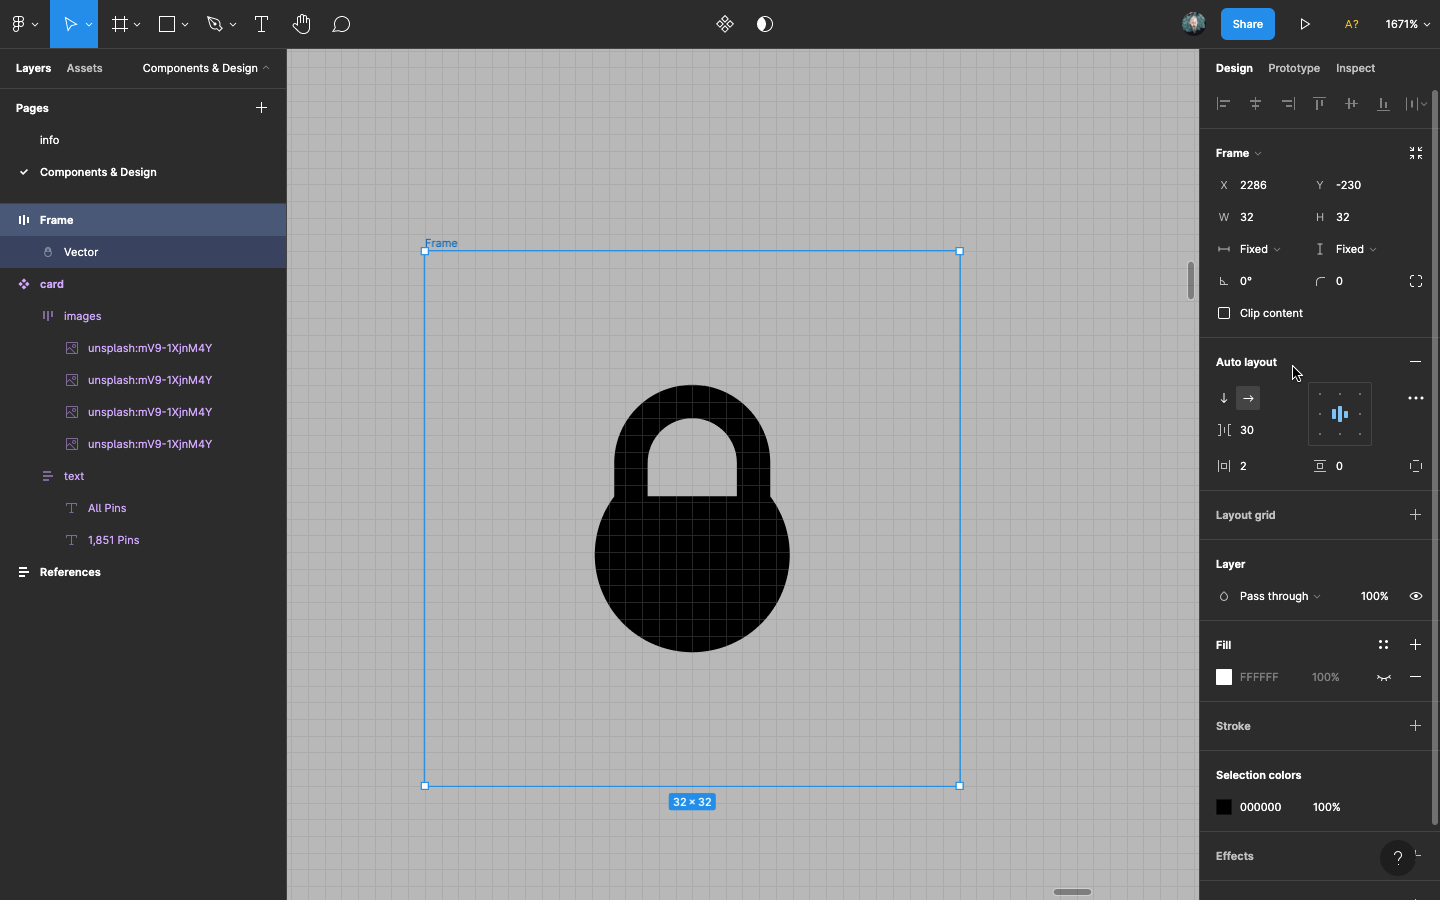 Share
A?
1671%
Layers
Assets
Components & Design
Pages
info
Components & Design
Frame
Vector
card
images
unsplash:mV9-1XjnM4Y
unsplash:mV9-1XjnM4Y
unsplash:mV9-1XjnM4Y
unsplash:mV9-1XjnM4Y
text
All Pins
1,851 Pins
References
Frame
32 × 32
Design
Prototype
Inspect
Frame
X 2286 Y -230
W 32 H 32
Fixed Fixed
0° 0
Clip content
Auto layout
30
2 0
Layout grid
Layer
Pass through 100%
Fill
FFFFFF 100%
Stroke
Selection colors
000000 100%
Effects
?